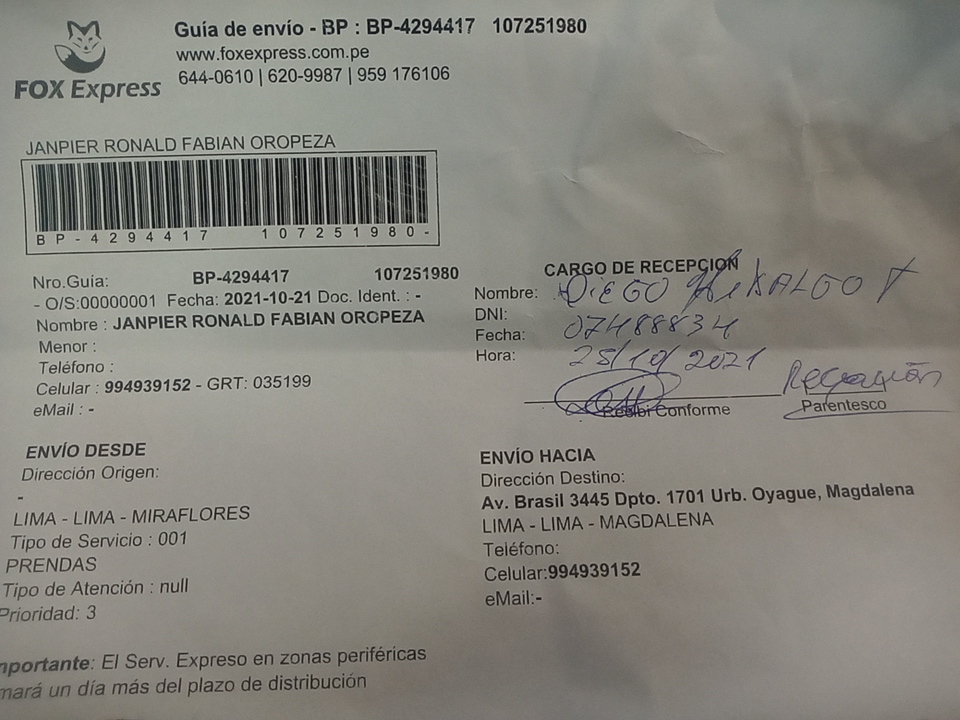 FOX Express
Guía de envío - BP : BP-4294417 107251980
www.foxexpress.com.pe
644-0610 | 620-9987 | 959 176106
JANPIER RONALD FABIAN OROPEZA
BP-4294417 107251980-
Nro.Guia: BP-4294417 107251980
- O/S:00000001 Fecha: 2021-10-21 Doc. Ident. : -
Nombre : JANPIER RONALD FABIAN OROPEZA
Menor :
Teléfono :
Celular : 994939152 - GRT: 035199
eMail : -
CARGO DE RECEPCION
Nombre: DIEGO HIDALGO
DNI: 07488834
Fecha: 25/10/2021
Hora:
Recibi Conforme
Recepción
Parentesco
ENVÍO DESDE
Dirección Origen:
-
LIMA - LIMA - MIRAFLORES
Tipo de Servicio : 001
PRENDAS
Tipo de Atención : null
Prioridad: 3
ENVÍO HACIA
Dirección Destino:
Av. Brasil 3445 Dpto. 1701 Urb. Oyague, Magdalena
LIMA - LIMA - MAGDALENA
Teléfono:
Celular:994939152
eMail:-
mportante: El Serv. Expreso en zonas periféricas
mará un día más del plazo de distribución